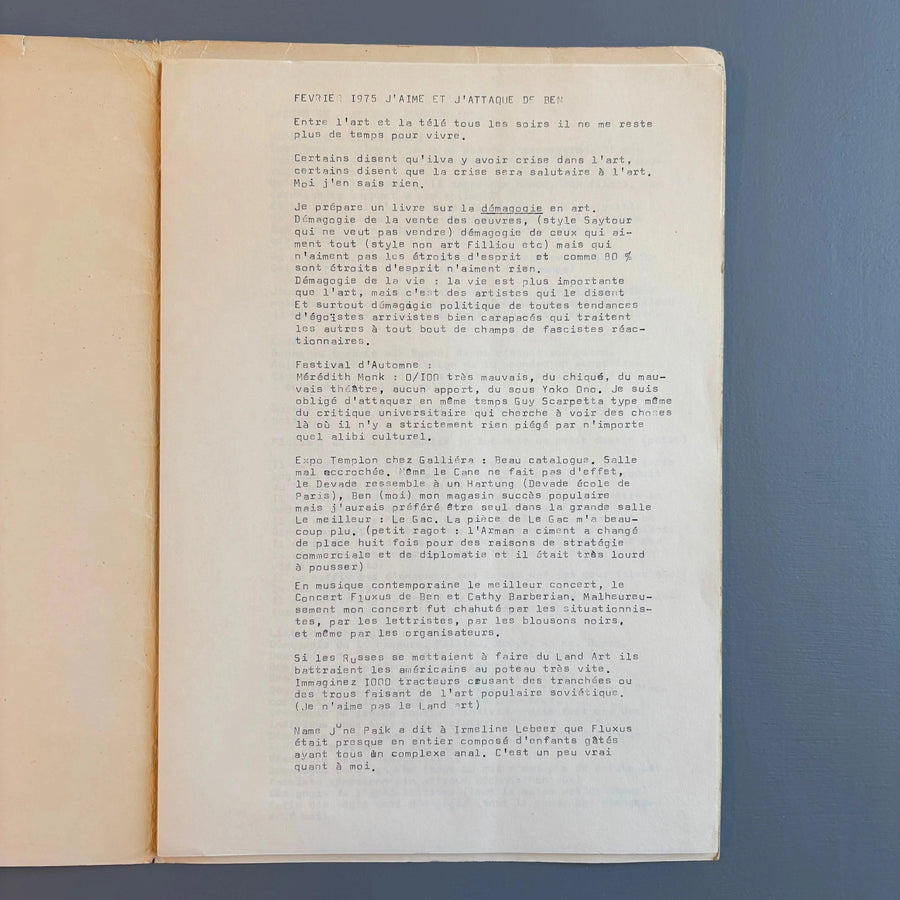 FEVRIER I975 J'AIME ET J'ATTAQUE DE BEN
Entre l'art et la télé tous les soirs il ne me reste
plus de temps pour vivre.
Certains disent qu'ilva y avoir crise dans l'art,
certains disent que la crise sera salutaire à l'art.
Moi j'en sais rien.
Je prépare un livre sur la démagogie en art.
Démagogie de la vente des oeuvres, (style Saytour
qui ne veut pas vendre) démagogie de ceux qui ai-
ment tout (style non art Filliou etc) mais qui
n'aiment pas les étroits d'esprit et comme 80 %
sont étroits d'esprit n'aiment rien.
Démagogie de la vie : la vie est plus importante
que l'art, mais c'est des artistes qui le disent
Et surtout démagagie politique de toutes tendances
d'égoïstes arrivistes bien carapacés qui traitent
les autres à tout bout de champs de fascistes réac-
tionnaires.
Festival d'Automne :
Mérédith Monk : 0/I00 très mauvais, du chiqué, du mau-
vais théâtre, aucun apport, du sous Yoko Ono. Je suis
obligé d'attaquer en même temps Guy Scarpetta type même
du critique universitaire qui cherche à voir des choses
là où il n'y a strictement rien piégé par n'importe
quel alibi culturel.
Expo Templon chez Galliéra : Beau catalogue. Salle
mal accrochée. Même le Cane ne fait pas d'effet,
le Devade ressemble à un Hartung (Devade école de
Paris), Ben (moi) mon magasin succès populaire
mais j'aurais préféré être seul dans la grande salle
Le meilleur : Le Gac. La pièce de Le Gac m'a beau-
coup plu. (petit ragot : l'Arman a ciment a changé
de place huit fois pour des raisons de stratégie
commerciale et de diplomatie et il était très lourd
à pousser)
En musique contemporaine le meilleur concert, le
Concert Fluxus de Ben et Cathy Barberian. Malheureu-
sement mon concert fut chahuté par les situationnis-
tes, par les lettristes, par les blousons noirs,
et même par les organisateurs.
Si les Russes se mettaient à faire du Land Art ils
battraient les américains au poteau très vite.
Immaginez I000 tracteurs creusant des tranchées ou
des trous faisant de l'art populaire soviétique.
(Je n'aime pas le Land art)
Name June Paik a dit à Irmeline Lebeer que Fluxus
était presque en entier composé d'enfants gâtés
ayant tous un complexe anal. C'est un peu vrai
quant à moi.